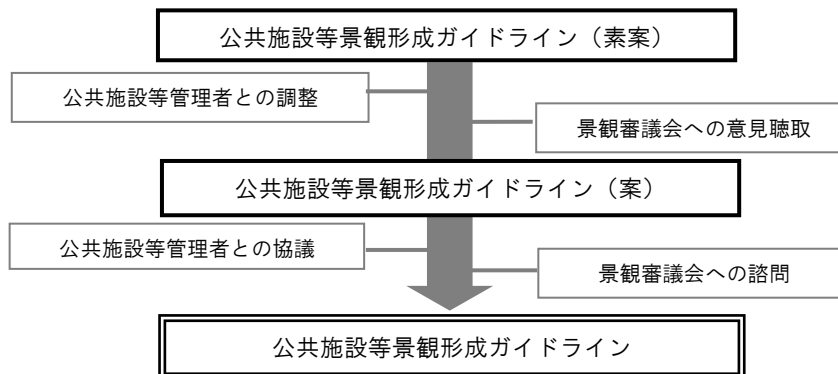 公共施設等景観形成ガイドライン（素案）
公共施設等管理者との調整
景観審議会への意見聴取
公共施設等景観形成ガイドライン（案）
公共施設等管理者との協議
景観審議会への諮問
公共施設等景観形成ガイドライン